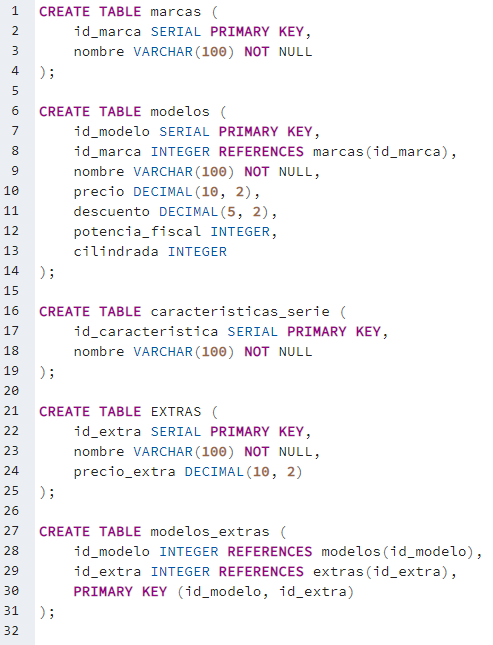 1 CREATE TABLE marcas (
2 id_marca SERIAL PRIMARY KEY,
3 nombre VARCHAR(100) NOT NULL
4 );
5
6 CREATE TABLE modelos (
7 id_modelo SERIAL PRIMARY KEY,
8 id_marca INTEGER REFERENCES marcas(id_marca),
9 nombre VARCHAR(100) NOT NULL,
10 precio DECIMAL(10, 2),
11 descuento DECIMAL(5, 2),
12 potencia_fiscal INTEGER,
13 cilindrada INTEGER
14 );
15
16 CREATE TABLE caracteristicas_serie (
17 id_caracteristica SERIAL PRIMARY KEY,
18 nombre VARCHAR(100) NOT NULL
19 );
20
21 CREATE TABLE EXTRAS (
22 id_extra SERIAL PRIMARY KEY,
23 nombre VARCHAR(100) NOT NULL,
24 precio_extra DECIMAL(10, 2)
25 );
26
27 CREATE TABLE modelos_extras (
28 id_modelo INTEGER REFERENCES modelos(id_modelo),
29 id_extra INTEGER REFERENCES extras(id_extra),
30 PRIMARY KEY (id_modelo, id_extra)
31 );
32